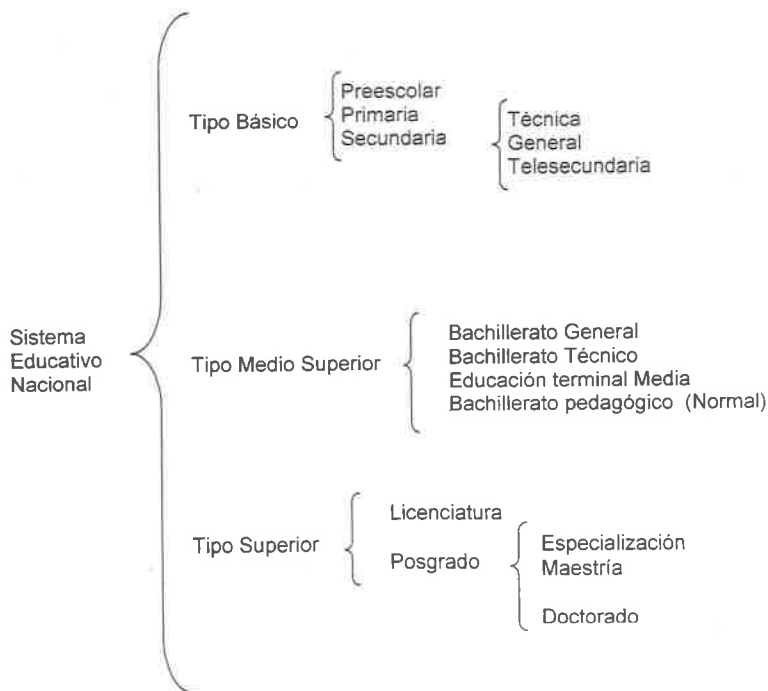 Tipo Básico
Preescolar
Primaria
Secundaria
Técnica
General
Telesecundaria
Sistema
Educativo
Nacional
Tipo Medio Superior
Bachillerato General
Bachillerato Técnico
Educación terminal Media
Bachillerato pedagógico (Normal)
Tipo Superior
Licenciatura
Posgrado
Especialización
Maestría
Doctorado